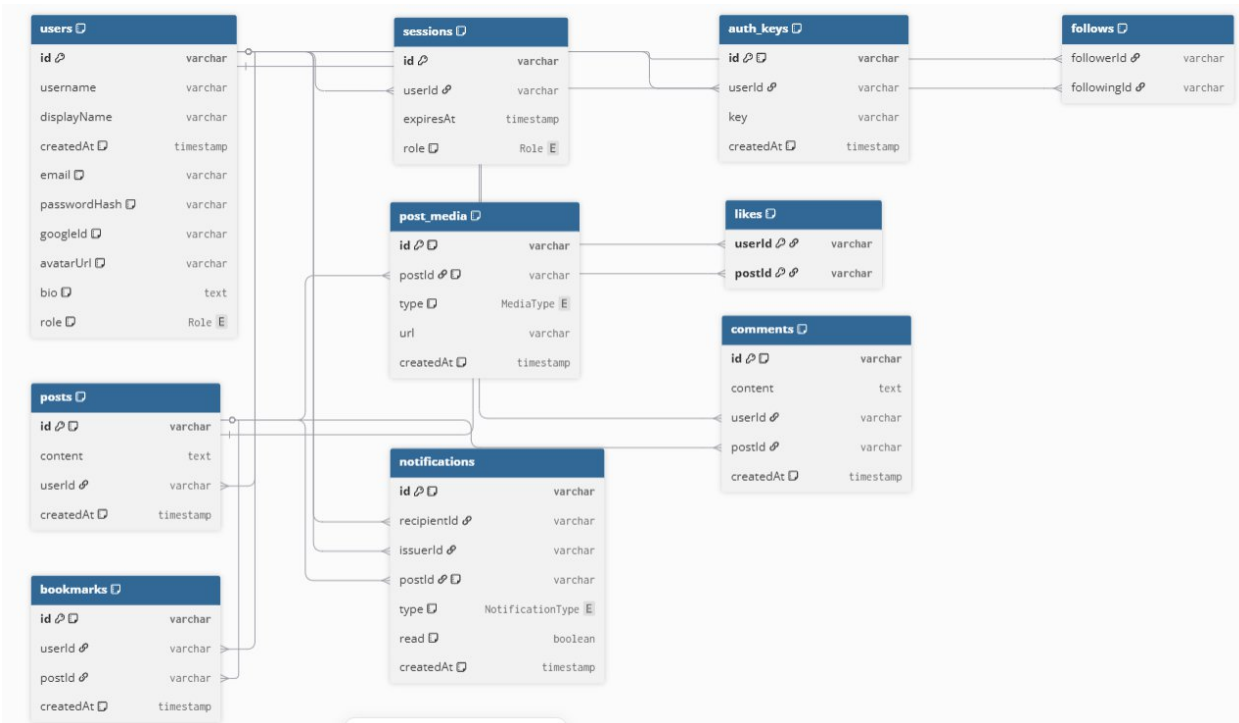 users
id varchar
username varchar
displayName varchar
createdAt timestamp
email varchar
passwordHash varchar
googleId varchar
avatarUrl varchar
bio text
role Role E
posts
id varchar
content text
userId varchar
createdAt timestamp
bookmarks
id varchar
userId varchar
postId varchar
createdAt timestamp
sessions
id varchar
userId varchar
expiresAt timestamp
role Role E
post_media
id varchar
postId varchar
type MediaType E
url varchar
createdAt timestamp
notifications
id varchar
recipientId varchar
issuerId varchar
postId varchar
type NotificationType E
read boolean
createdAt timestamp
auth_keys
id varchar
userId varchar
key varchar
createdAt timestamp
likes
userId varchar
postId varchar
comments
id varchar
content text
userId varchar
postId varchar
createdAt timestamp
follows
followerId varchar
followingId varchar